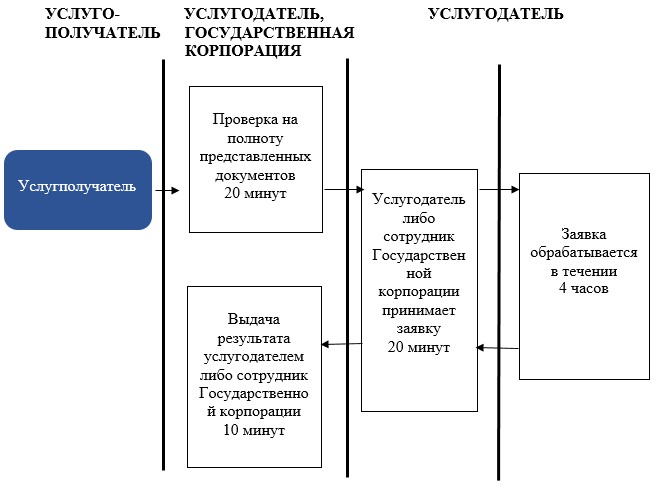 УСЛУГО-
ПОЛУЧАТЕЛЬ
УСЛУГОДАТЕЛЬ,
ГОСУДАРСТВЕННАЯ
КОРПОРАЦИЯ
УСЛУГОДАТЕЛЬ
Услугполучатель
Проверка на
полноту
представленных
документов
20 минут
Услугодатель
либо
сотрудник
Государствен
ной
корпорации
принимает
заявку
20 минут
Заявка
обрабатывается
в течении
4 часов
Выдача
результата
услугодателем
либо сотрудник
Государственно
й корпорации
10 минут